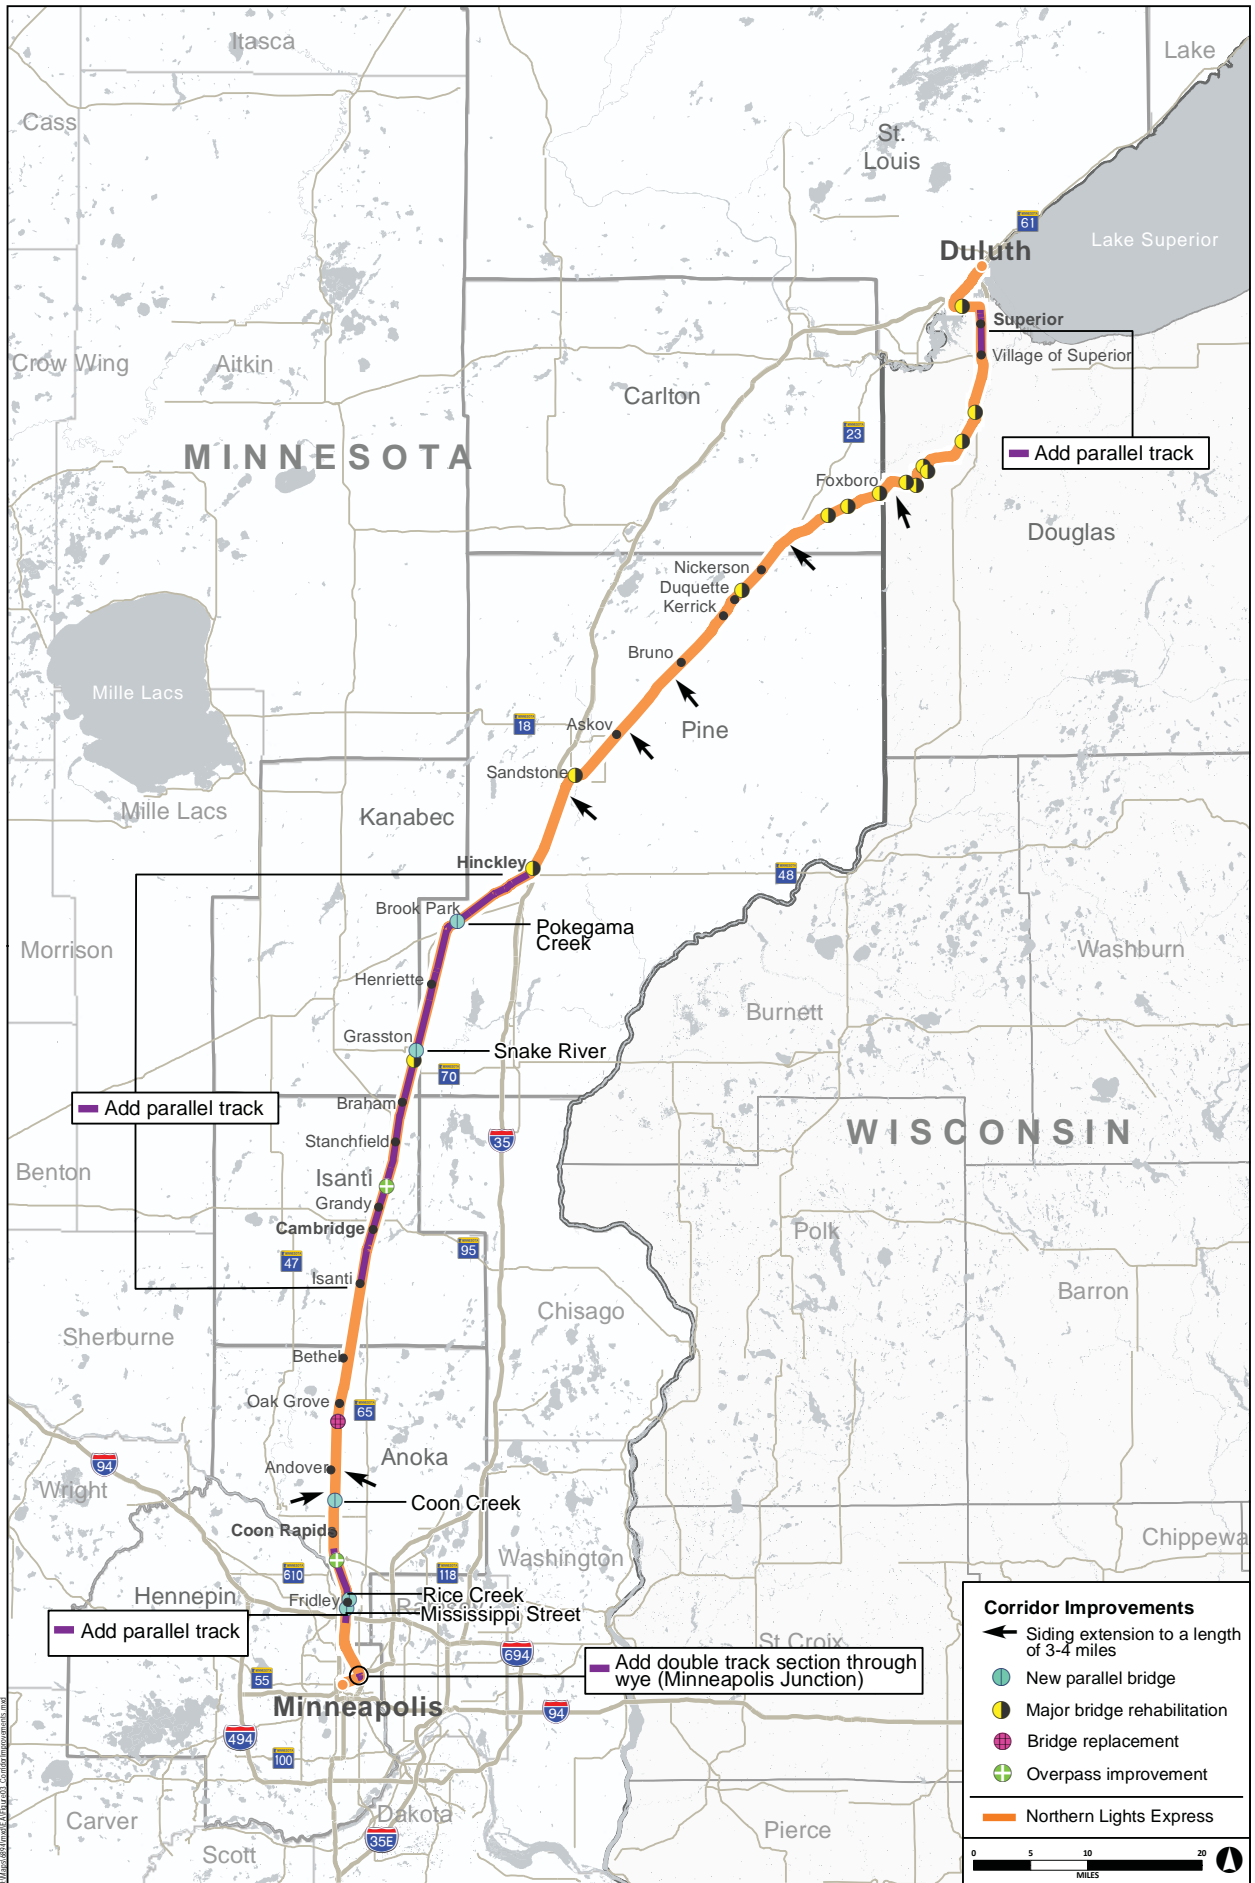 Itasca
Lake
Cass
St.
Louis
61
Lake Superior
Duluth
Superior
Village of Superior
Crow Wing
Aitkin
Carlton
23
MINNESOTA
Add parallel track
Foxboro
Douglas
Nickerson
Duquette
Kerrick
Bruno
Mille Lacs
18
Askov
Pine
Sandstone
Mille Lacs
Kanabec
Hinckley
48
Brook Park
Pokegama
Creek
Morrison
Washburn
Henriette
Burnett
Grasston
Snake River
70
Braham
Add parallel track
WISCONSIN
Stanchfield
35
Benton
Isanti
Grandy
Cambridge
Polk
95
47
Isanti
Barron
Chisago
Sherburne
Bethel
Oak Grove
65
Anoka
94
Andover
Wright
Coon Creek
Coon Rapids
Chippewa
Washington
610
118
Hennepin
Rice Creek
Fridley
Mississippi Street
Add parallel track
St Croix
694
Add double track section through
wye (Minneapolis Junction)
55
Minneapolis
94
494
100
Carver
Dakota
35E
Scott
Pierce
Corridor Improvements
Siding extension to a length
of 3-4 miles
New parallel bridge
Major bridge rehabilitation
Bridge replacement
Overpass improvement
Northern Lights Express
0 5 10 20
MILES